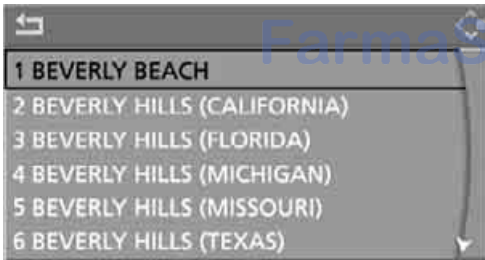 FarmaS
1 BEVERLY BEACH
2 BEVERLY HILLS (CALIFORNIA)
3 BEVERLY HILLS (FLORIDA)
4 BEVERLY HILLS (MICHIGAN)
5 BEVERLY HILLS (MISSOURI)
6 BEVERLY HILLS (TEXAS)